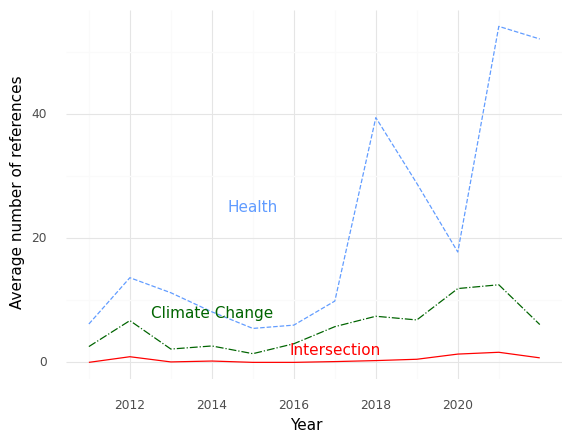 Average number of references
40
20
0
Health
Climate Change
Intersection
2012 2014 2016 2018 2020
Year